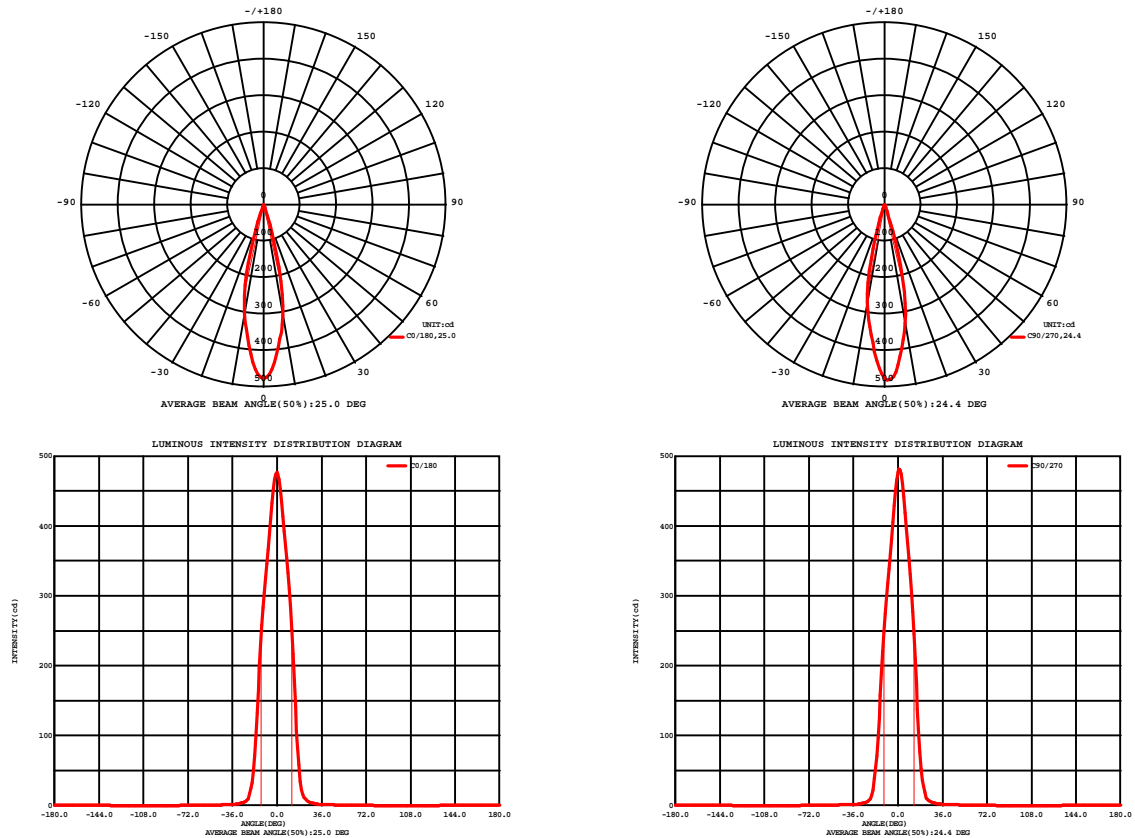 -/+180
-150
150
-120
120
-90
90
-60
60
-30
30
0
0
100
200
300
400
500
UNIT:cd
C0/180,25.0
AVERAGE BEAM ANGLE(50%):25.0 DEG
-/+180
-150
150
-120
120
-90
90
-60
60
-30
30
0
0
100
200
300
400
500
UNIT:cd
C90/270,24.4
AVERAGE BEAM ANGLE(50%):24.4 DEG
LUMINOUS INTENSITY DISTRIBUTION DIAGRAM
C0/180
500
400
300
200
100
0
INTENSITY(cd)
-180.0 -144.0 -108.0 -72.0 -36.0 0.0 36.0 72.0 108.0 144.0 180.0
ANGLE(DEG)
AVERAGE BEAM ANGLE(50%):25.0 DEG
LUMINOUS INTENSITY DISTRIBUTION DIAGRAM
C90/270
500
400
300
200
100
0
INTENSITY(cd)
-180.0 -144.0 -108.0 -72.0 -36.0 0.0 36.0 72.0 108.0 144.0 180.0
ANGLE(DEG)
AVERAGE BEAM ANGLE(50%):24.4 DEG